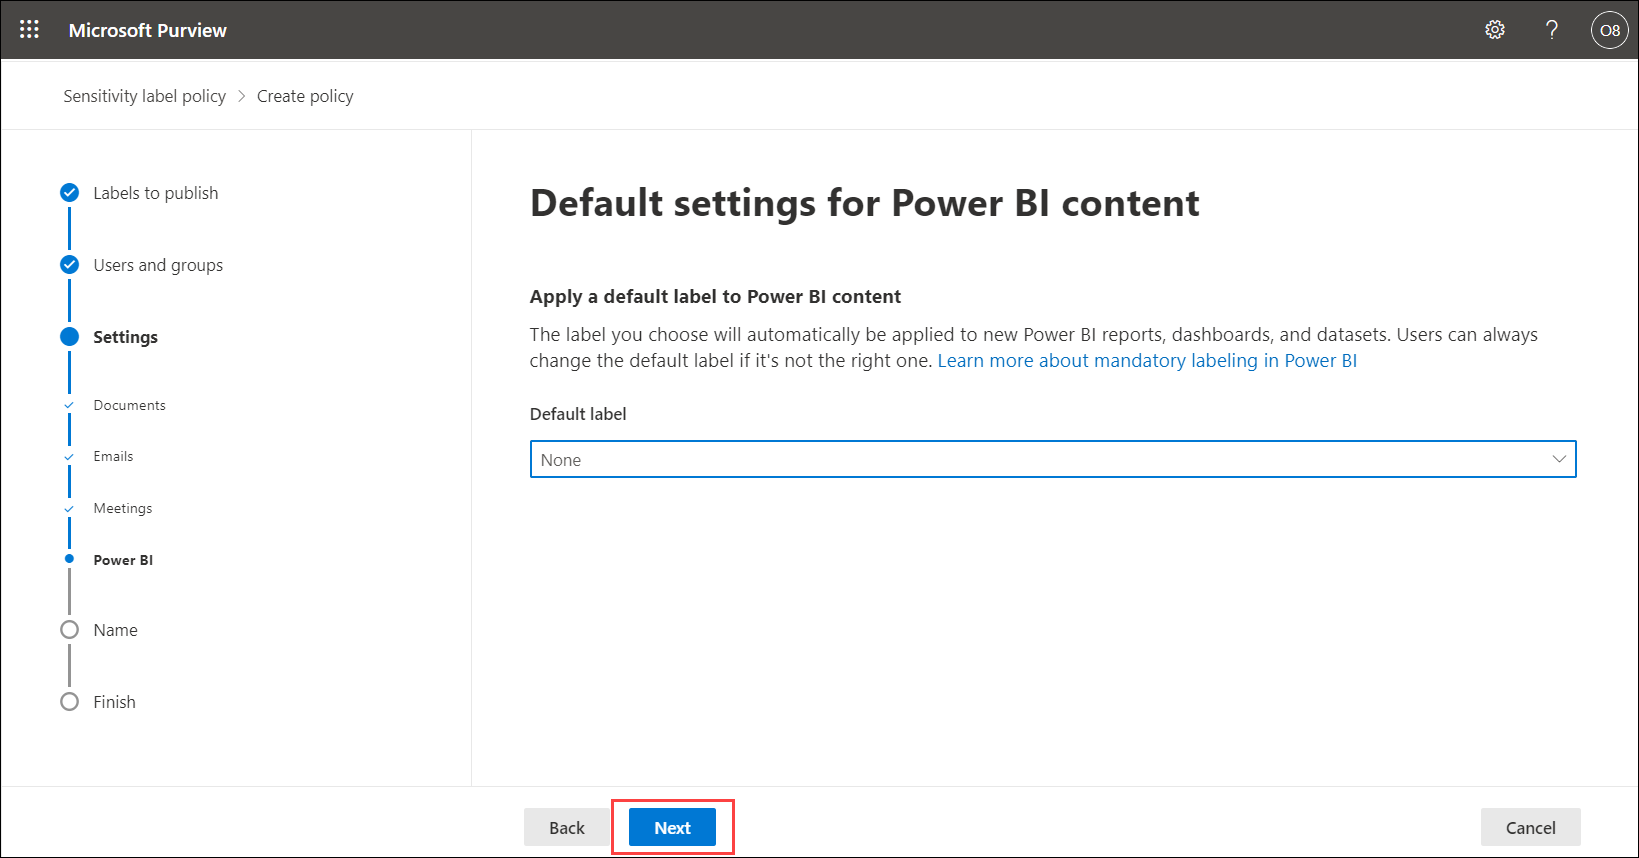 Microsoft Purview
?
O8
Sensitivity label policy > Create policy
Labels to publish
Users and groups
Settings
Documents
Emails
Meetings
Power BI
Name
Finish
Default settings for Power BI content
Apply a default label to Power BI content
The label you choose will automatically be applied to new Power BI reports, dashboards, and datasets. Users can always
change the default label if it's not the right one. Learn more about mandatory labeling in Power BI
Default label
None
Back
Next
Cancel